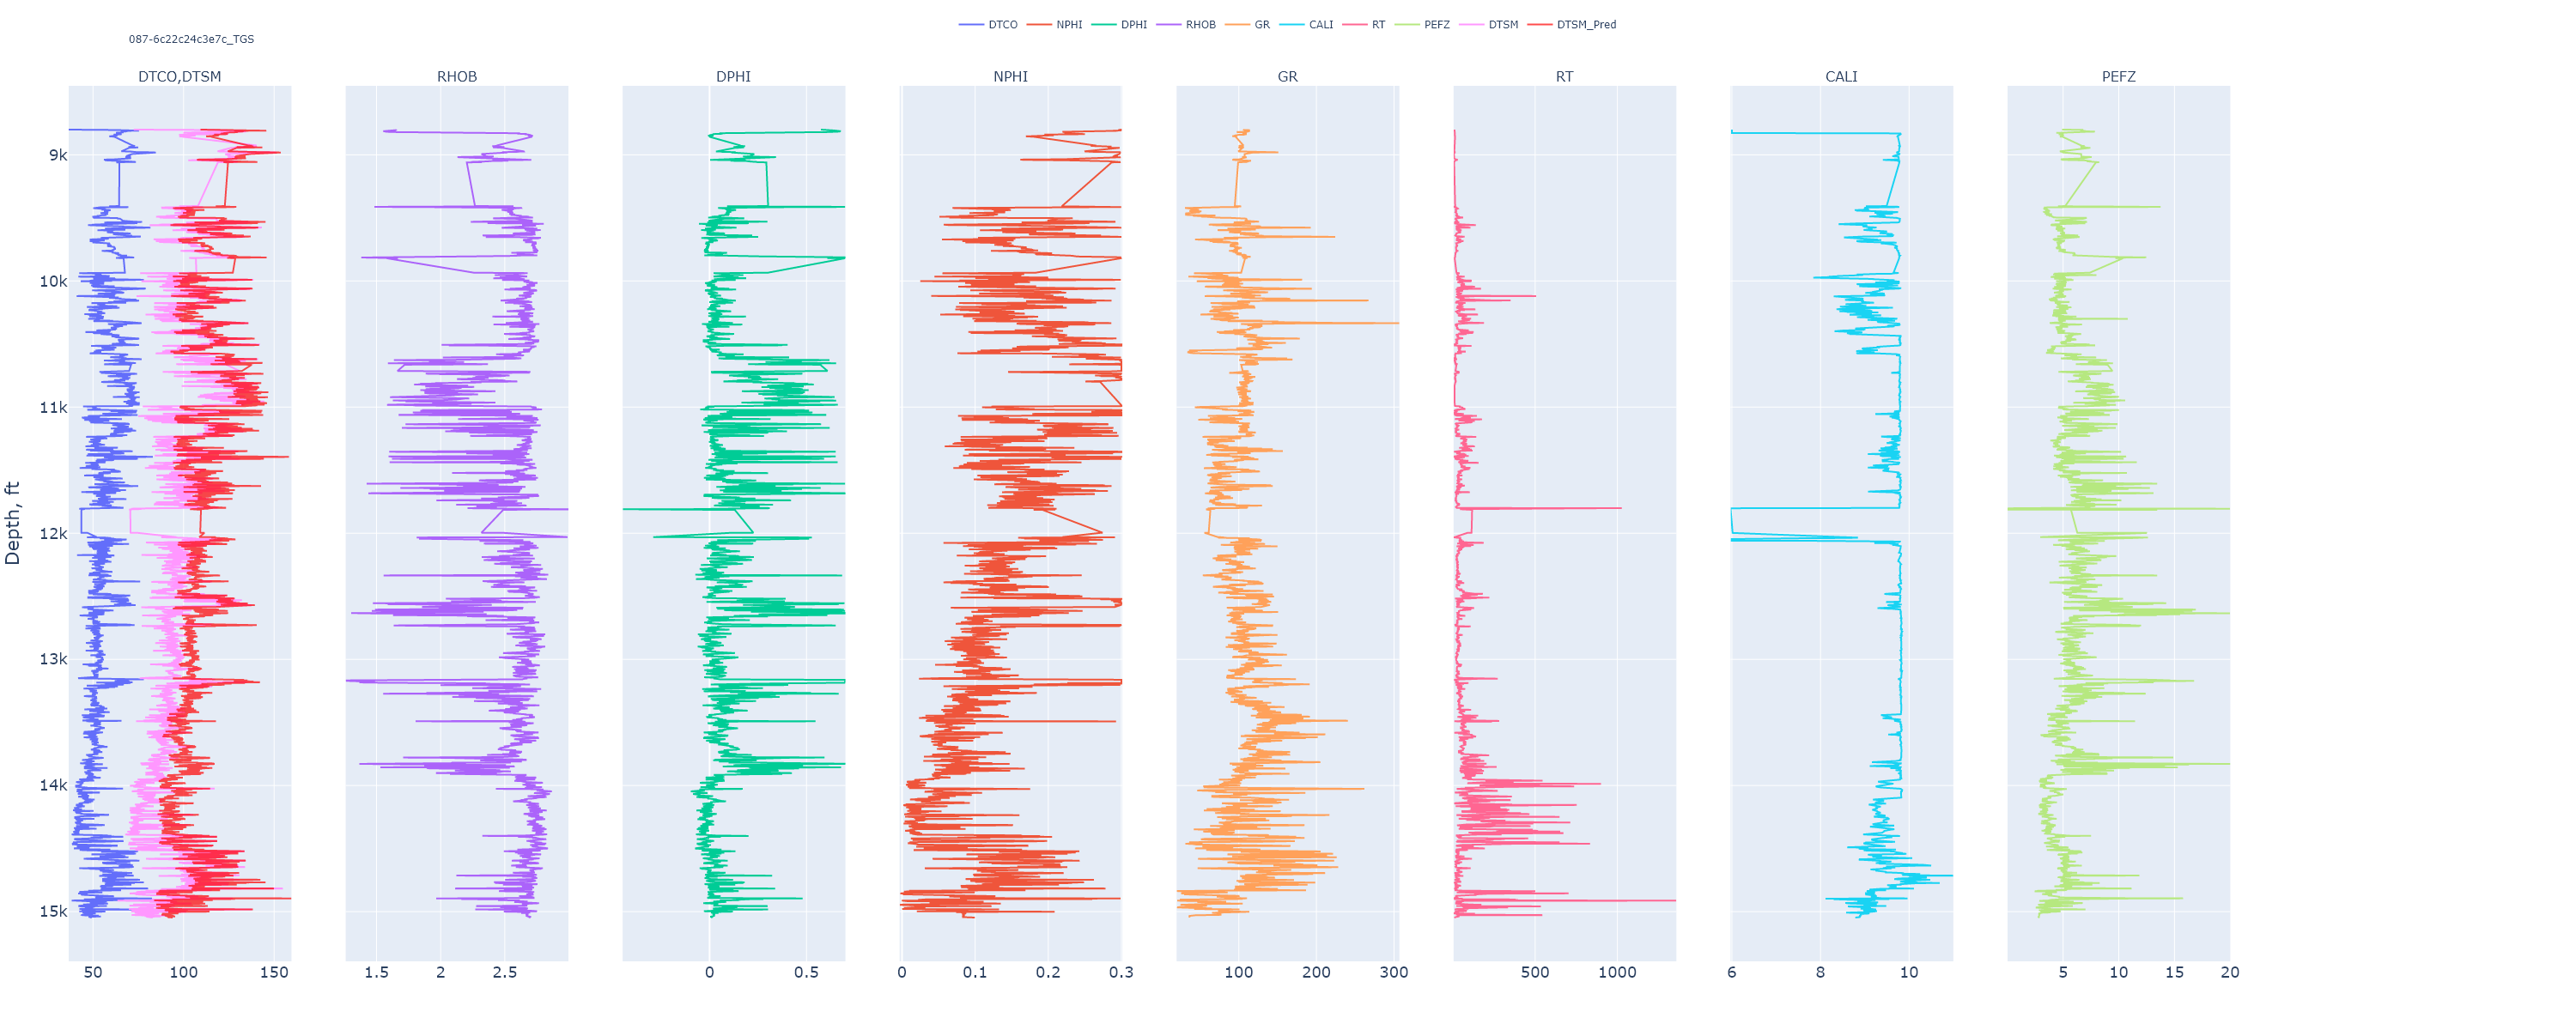 DTCO NPHI DPHI RHOB GR CALI RT PEFZ DTSM DTSM_Pred
087-6c22c24c3e7c_TGS
DTCO,DTSM RHOB DPHI NPHI GR RT CALI PEFZ
9k
10k
11k
12k
13k
14k
15k
Depth, ft
50 100 150 1.5 2 2.5 0 0.5 0 0.1 0.2 0.3 100 200 300 500 1000 6 8 10 5 10 15 20